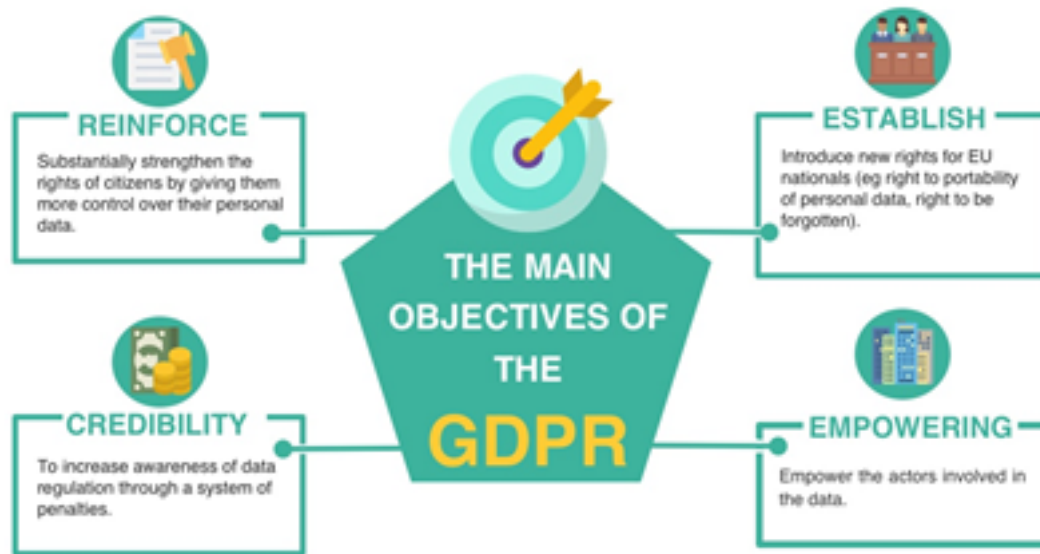 REINFORCE
Substantially strengthen the
rights of citizens by giving them
more control over their personal
data.
ESTABLISH
Introduce new rights for EU
nationals (eg right to portability
of personal data, right to be
forgotten).
THE MAIN
OBJECTIVES OF
THE
GDPR
CREDIBILITY
To increase awareness of data
regulation through a system of
penalties.
EMPOWERING
Empower the actors involved in
the data.